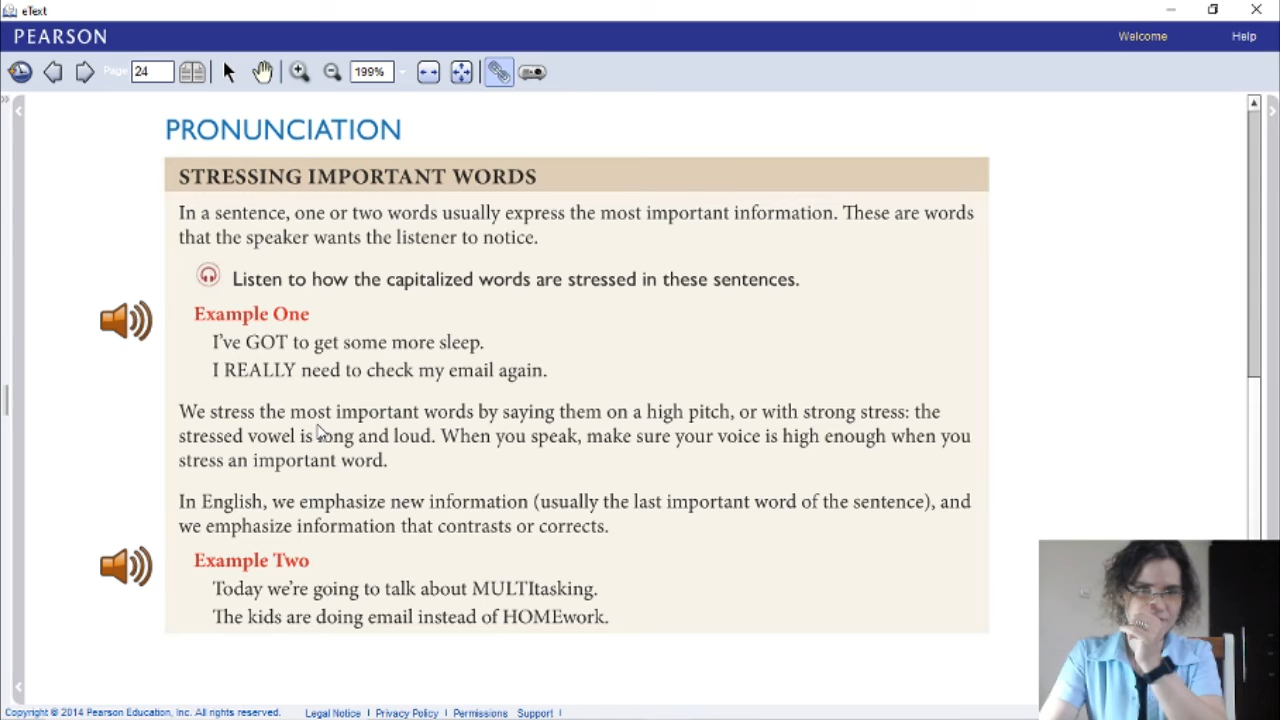 eText
PEARSON
Welcome
Help
Page 24
199%
PRONUNCIATION
STRESSING IMPORTANT WORDS
In a sentence, one or two words usually express the most important information. These are words
that the speaker wants the listener to notice.
Listen to how the capitalized words are stressed in these sentences.
Example One
I've GOT to get some more sleep.
I REALLY need to check my email again.
We stress the most important words by saying them on a high pitch, or with strong stress: the
stressed vowel is long and loud. When you speak, make sure your voice is high enough when you
stress an important word.
In English, we emphasize new information (usually the last important word of the sentence), and
we emphasize information that contrasts or corrects.
Example Two
Today we're going to talk about MULTItasking.
The kids are doing email instead of HOMEwork.
Copyright © 2014 Pearson Education, Inc. All rights reserved. Legal Notice | Privacy Policy | Permissions Support |